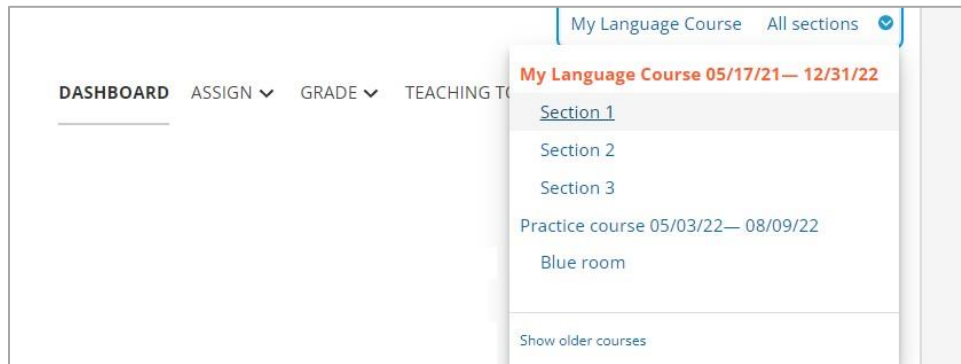 My Language Course All sections
My Language Course 05/17/21— 12/31/22
DASHBOARD ASSIGN GRADE TEACHING
Section 1
Section 2
Section 3
Practice course 05/03/22— 08/09/22
Blue room
Show older courses